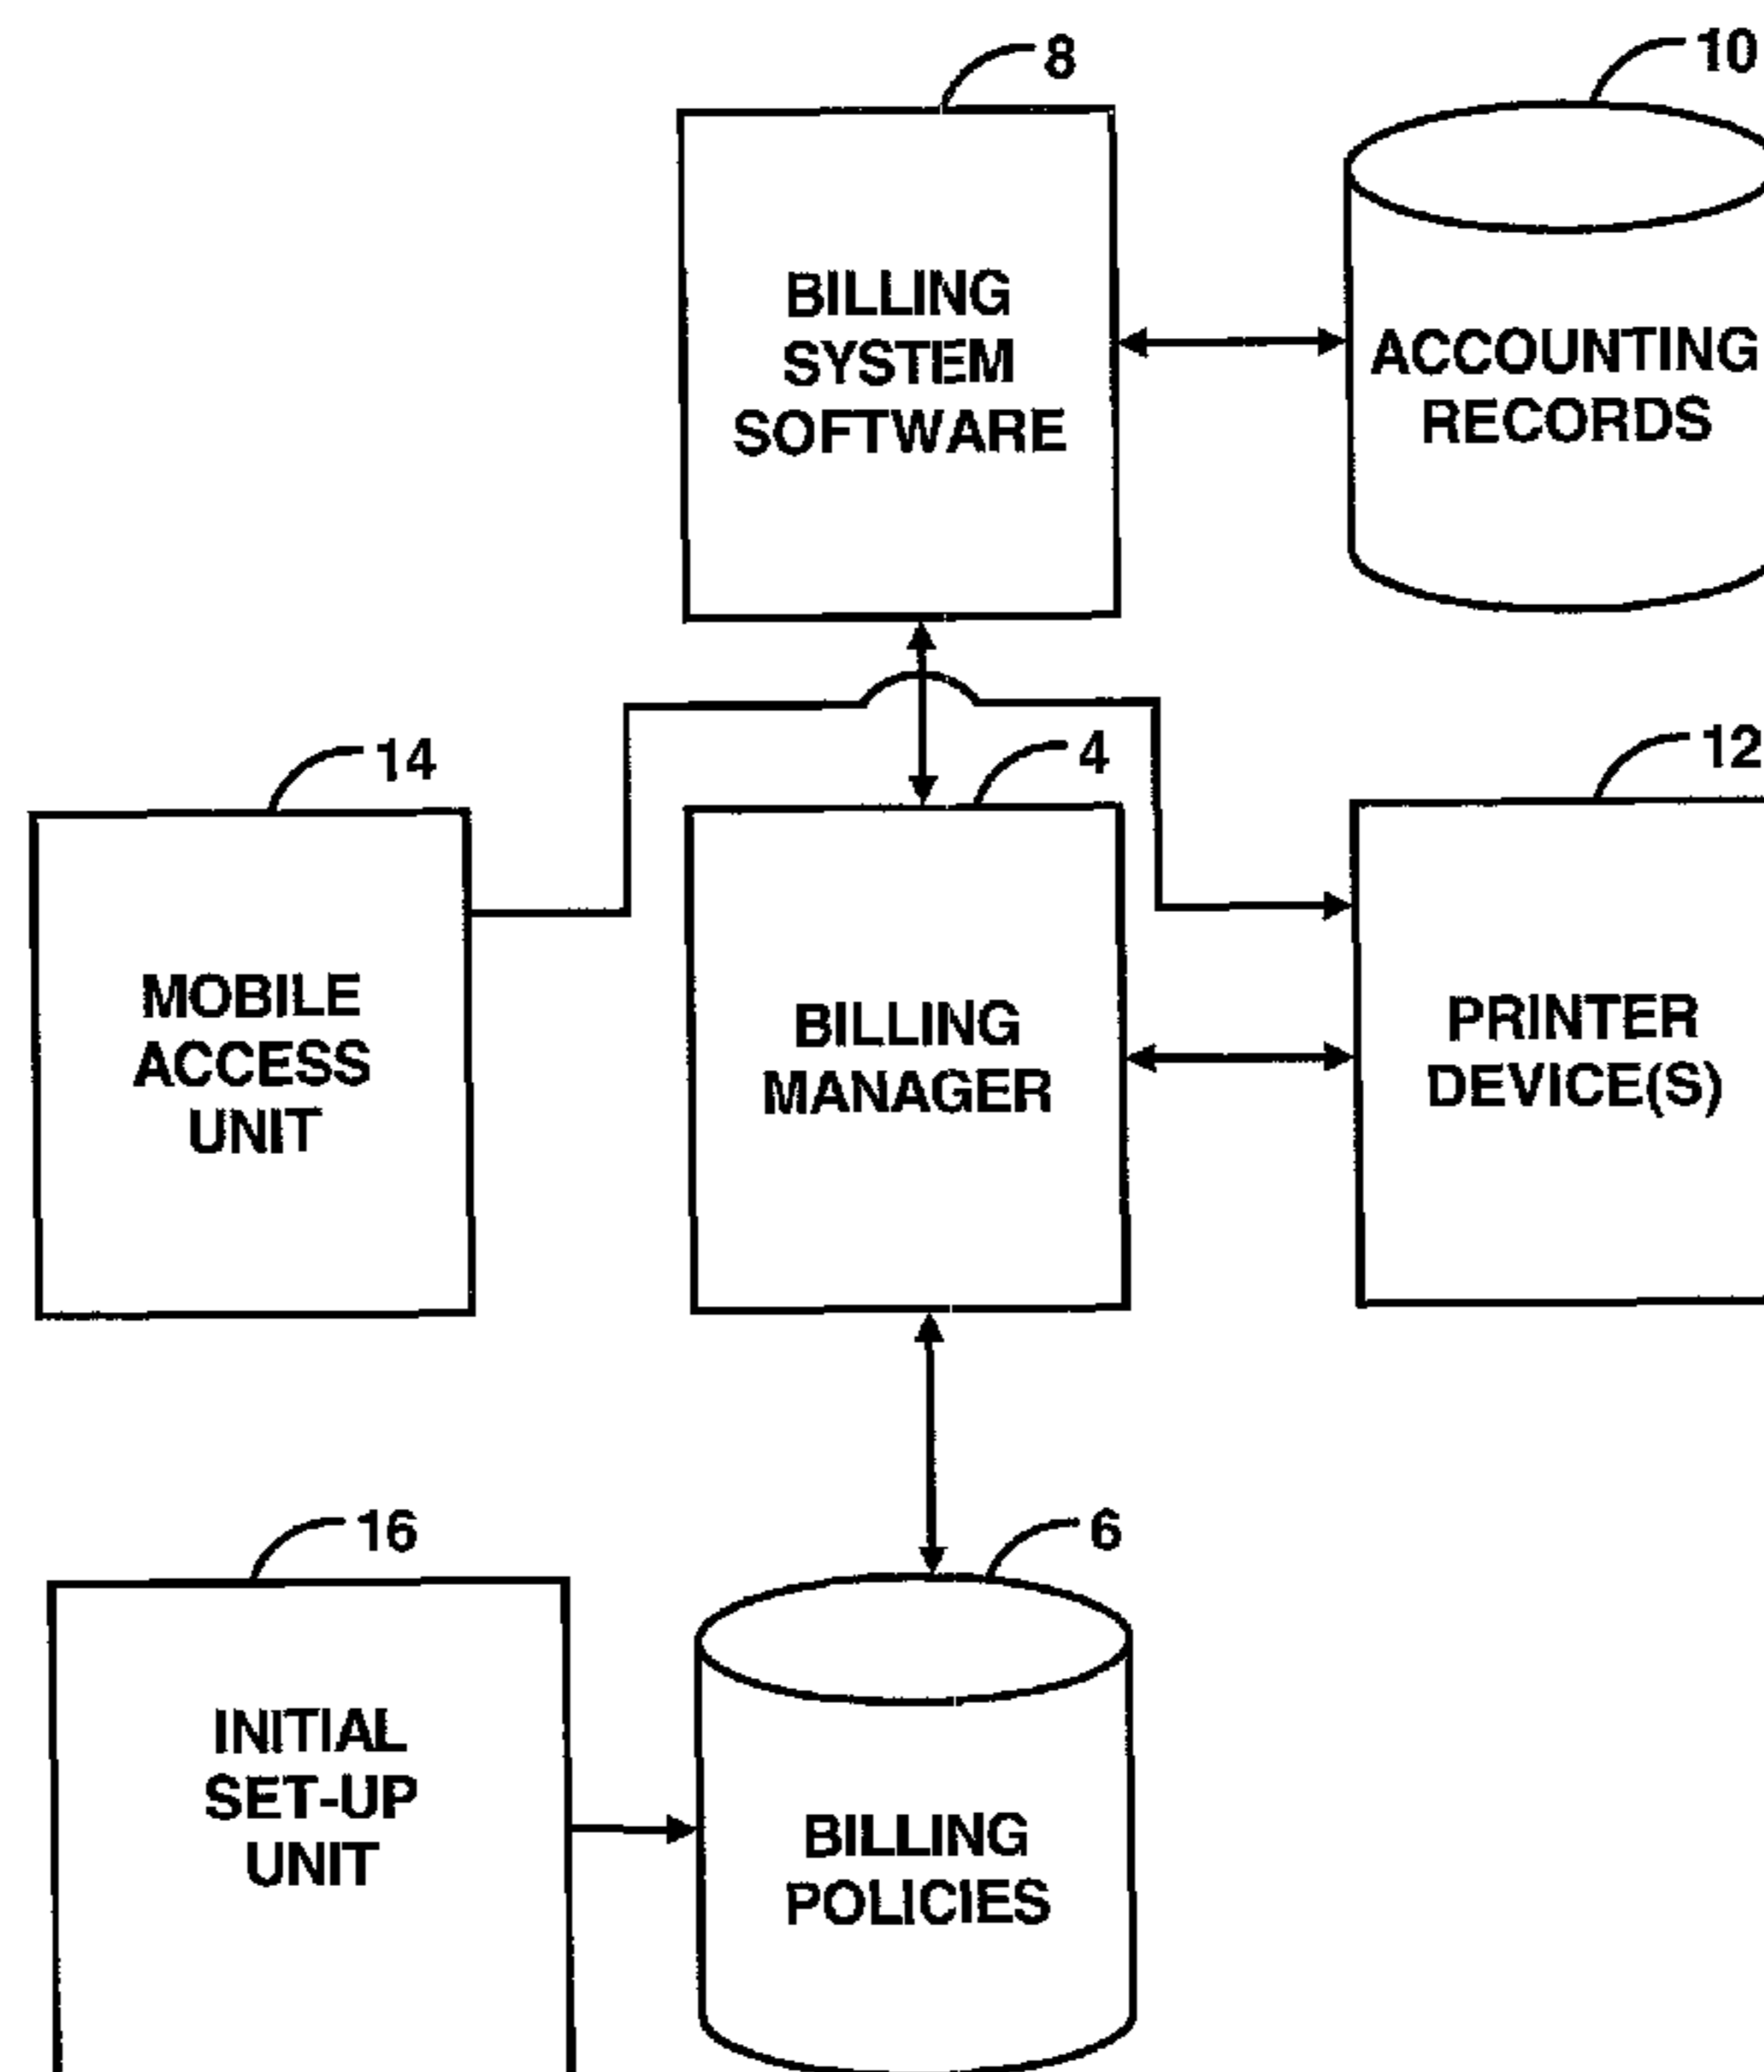 8
10
BILLING
SYSTEM
SOFTWARE
ACCOUNTING
RECORDS
14
4
12
MOBILE
ACCESS
UNIT
BILLING
MANAGER
PRINTER
DEVICE(S)
16
6
INITIAL
SET-UP
UNIT
BILLING
POLICIES